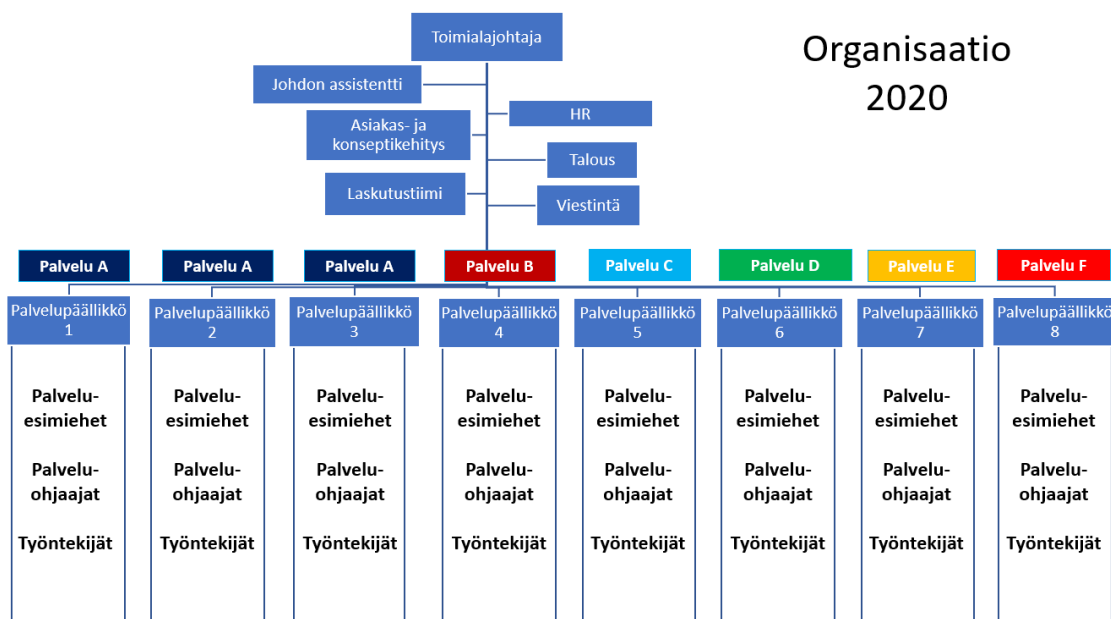 Toimialajohtaja
Organisaatio
2020
Johdon assistentti
HR
Asiakas- ja
konseptikehitys
Talous
Laskutustiimi
Viestintä
Palvelu A
Palvelu A
Palvelu A
Palvelu B
Palvelu C
Palvelu D
Palvelu E
Palvelu F
Palvelupäällikkö
1
Palvelupäällikkö
2
Palvelupäällikkö
3
Palvelupäällikkö
4
Palvelupäällikkö
5
Palvelupäällikkö
6
Palvelupäällikkö
7
Palvelupäällikkö
8
Palvelu-
esimiehet
Palvelu-
ohjaajat
Työntekijät
Palvelu-
esimiehet
Palvelu-
ohjaajat
Työntekijät
Palvelu-
esimiehet
Palvelu-
ohjaajat
Työntekijät
Palvelu-
esimiehet
Palvelu-
ohjaajat
Työntekijät
Palvelu-
esimiehet
Palvelu-
ohjaajat
Työntekijät
Palvelu-
esimiehet
Palvelu-
ohjaajat
Työntekijät
Palvelu-
esimiehet
Palvelu-
ohjaajat
Työntekijät
Palvelu-
esimiehet
Palvelu-
ohjaajat
Työntekijät